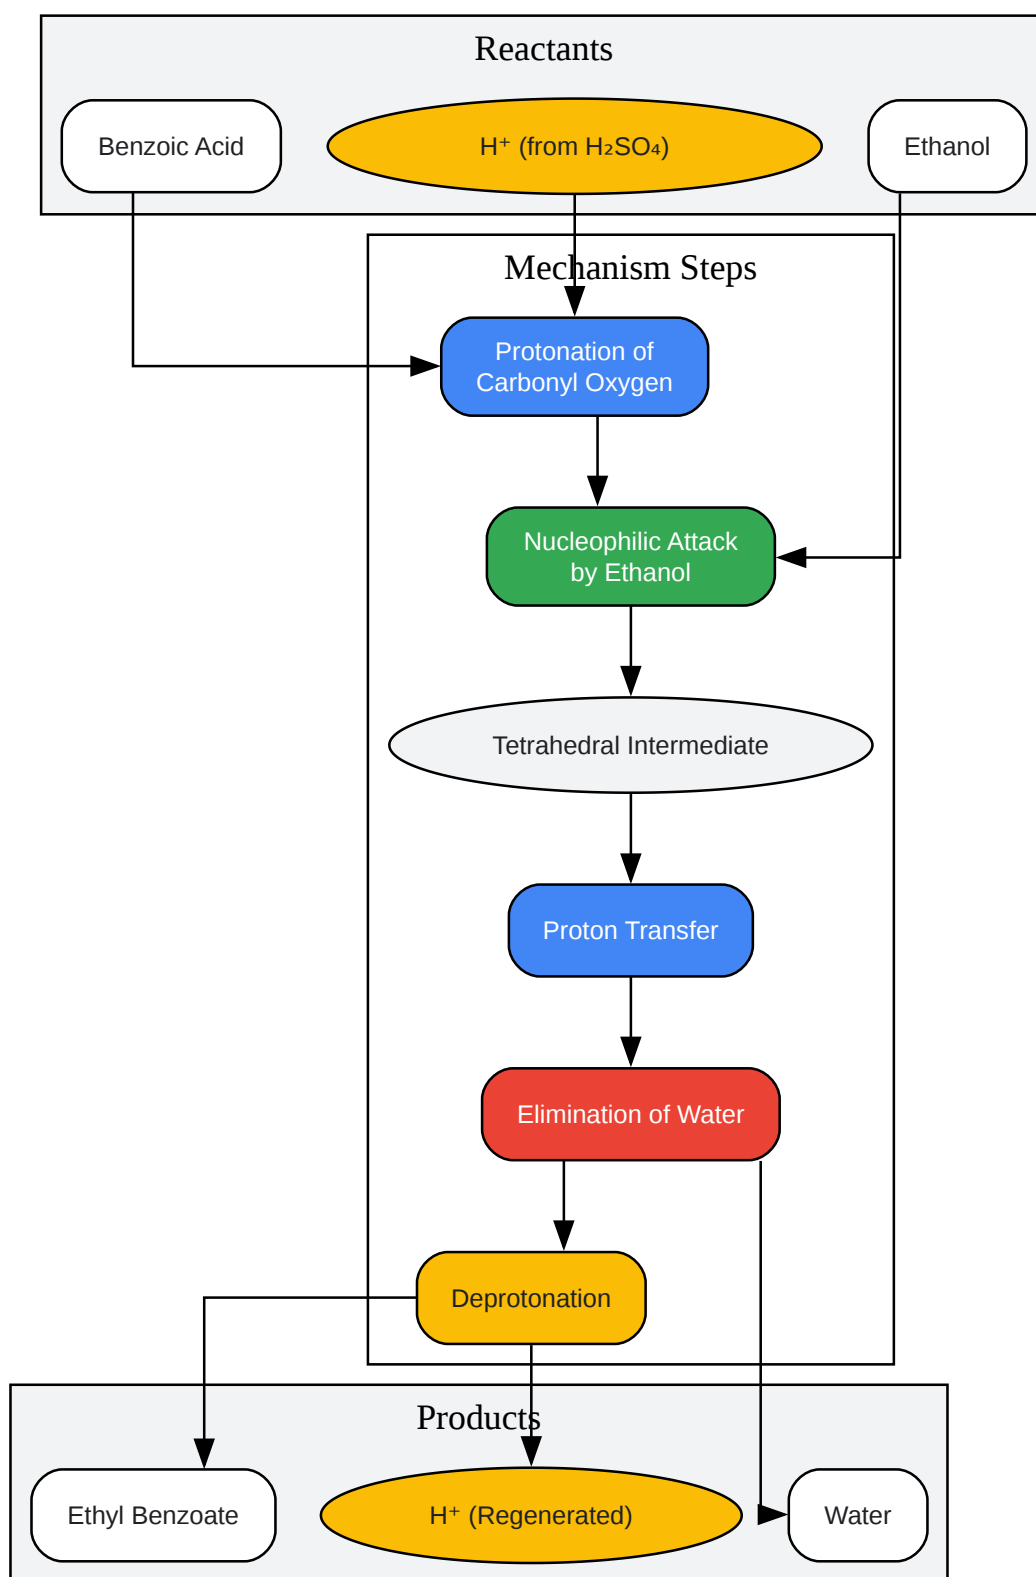 Reactants
Benzoic Acid
H⁺ (from H₂SO₄)
Ethanol
Mechanism Steps
Protonation of
Carbonyl Oxygen
Nucleophilic Attack
by Ethanol
Tetrahedral Intermediate
Proton Transfer
Elimination of Water
Deprotonation
Products
Ethyl Benzoate
H⁺ (Regenerated)
Water